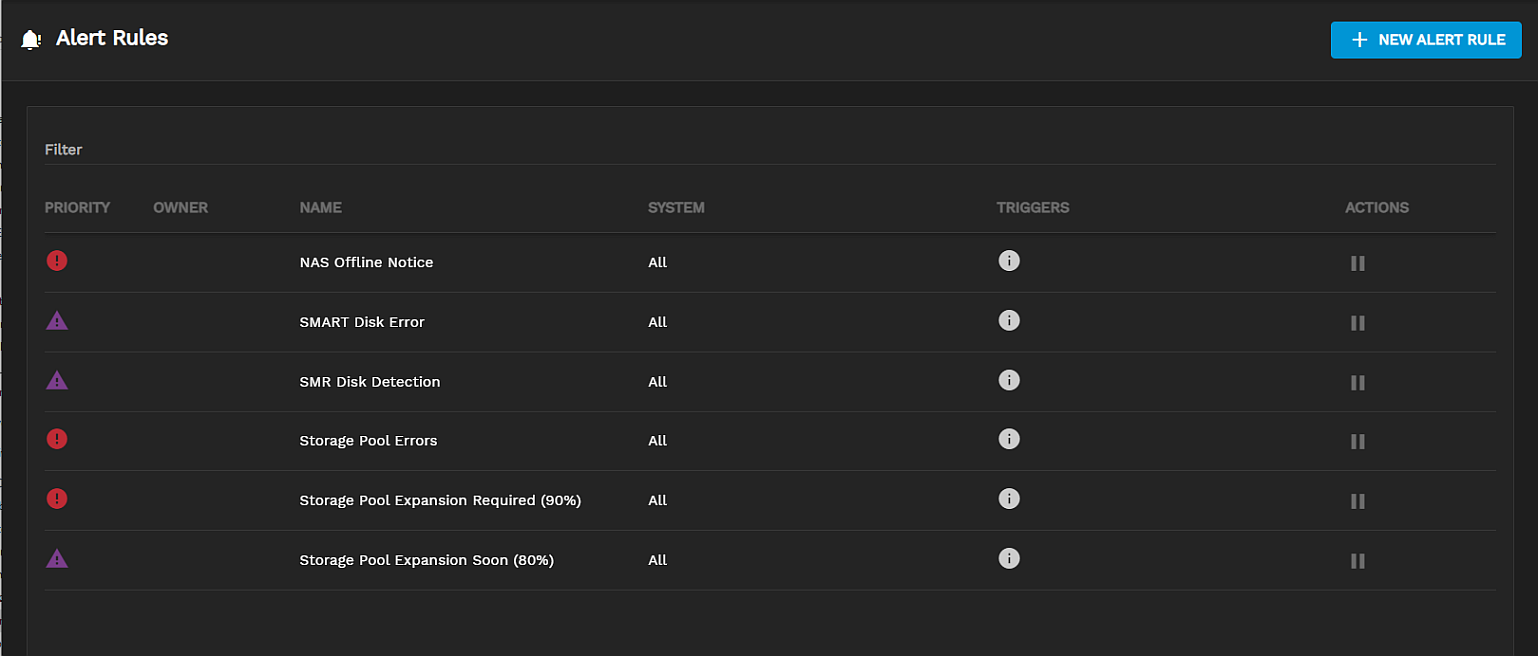 Alert Rules
NEW ALERT RULE
Filter
PRIORITY OWNER NAME SYSTEM TRIGGERS ACTIONS
NAS Offline Notice All
SMART Disk Error All
SMR Disk Detection All
Storage Pool Errors All
Storage Pool Expansion Required (90%) All
Storage Pool Expansion Soon (80%) All